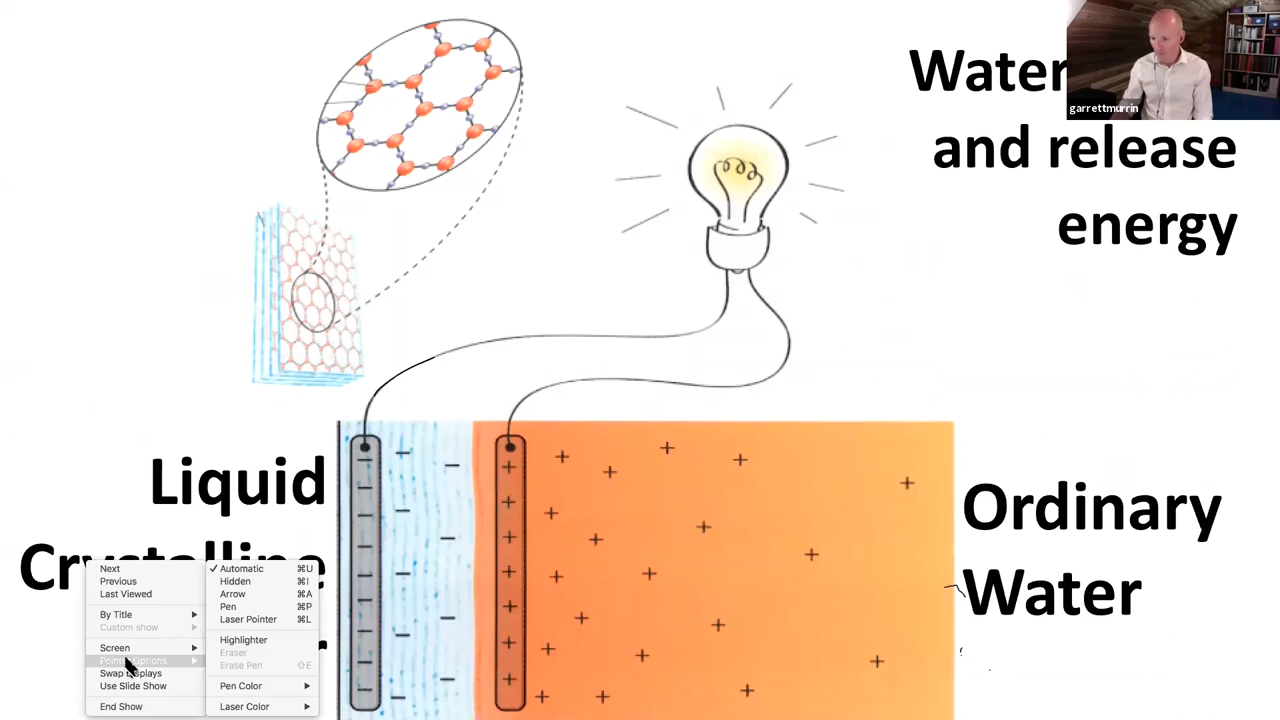 Water
garrettmurrin
and release
energy
Liquid
Ordinary
Water
Next
Previous
Last Viewed
By Title
Custom show
Screen
Pointer Options
Swap Displays
Use Slide Show
End Show
✓ Automatic ⌘U
Hidden ⌘I
Arrow ⌘A
Pen ⌘P
Laser Pointer ⌘L
Highlighter
Eraser
Erase Pen ⇧E
Pen Color
Laser Color